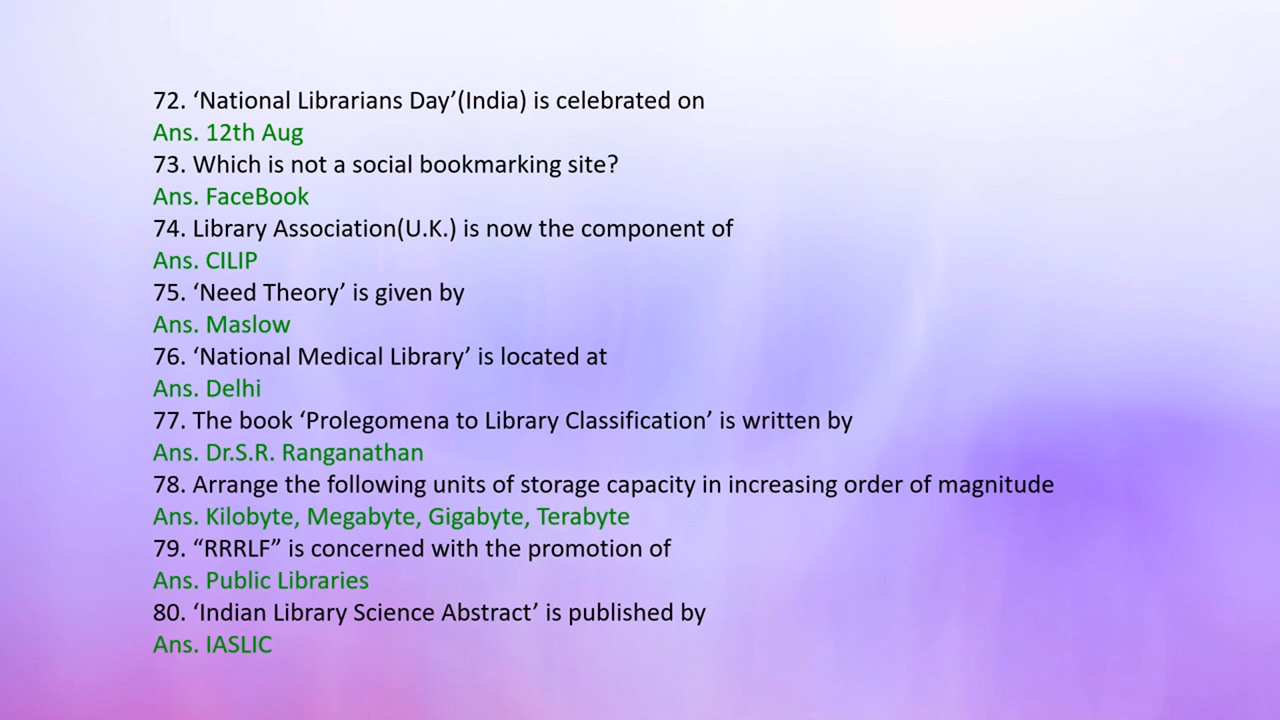 72. ‘National Librarians Day’(India) is celebrated on
Ans. 12th Aug
73. Which is not a social bookmarking site?
Ans. FaceBook
74. Library Association(U.K.) is now the component of
Ans. CILIP
75. ‘Need Theory’ is given by
Ans. Maslow
76. ‘National Medical Library’ is located at
Ans. Delhi
77. The book ‘Prolegomena to Library Classification’ is written by
Ans. Dr.S.R. Ranganathan
78. Arrange the following units of storage capacity in increasing order of magnitude
Ans. Kilobyte, Megabyte, Gigabyte, Terabyte
79. “RRRLF” is concerned with the promotion of
Ans. Public Libraries
80. ‘Indian Library Science Abstract’ is published by
Ans. IASLIC